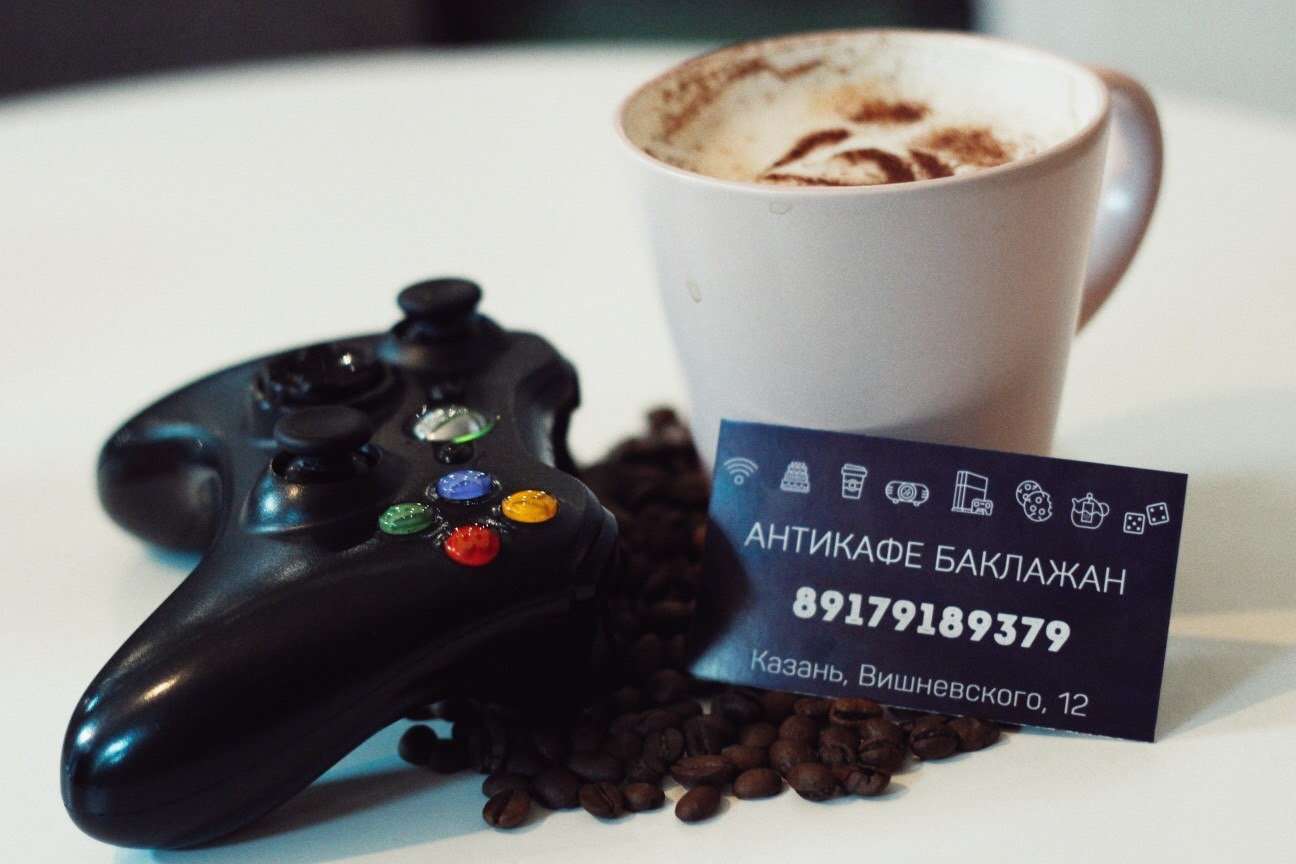 АНТИКАФЕ БАКЛАЖАН
89179189379
Казань, Вишневского, 12